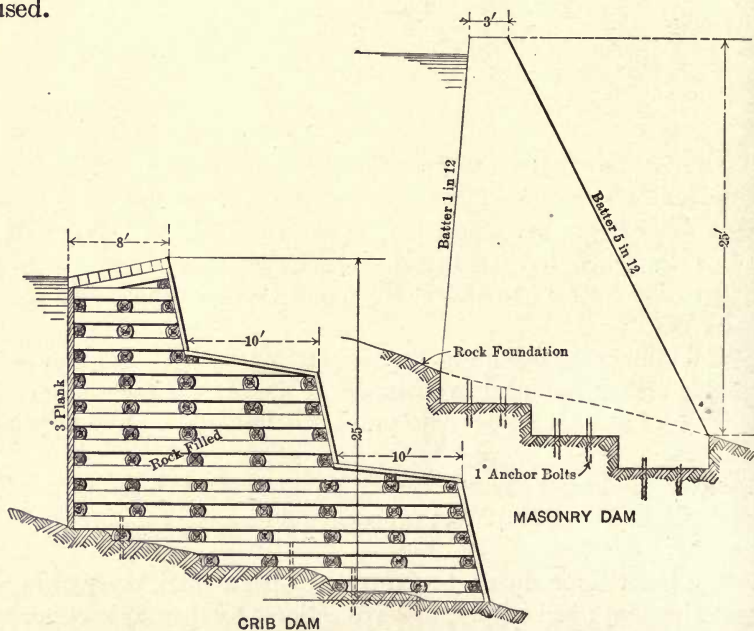 used.
3'
Batter 1 in 12
Batter 5 in 12
25'
8'
10'
Rock Foundation
3" Plank
25'
Rock Filled
10'
1" Anchor Bolts
MASONRY DAM
CRIB DAM